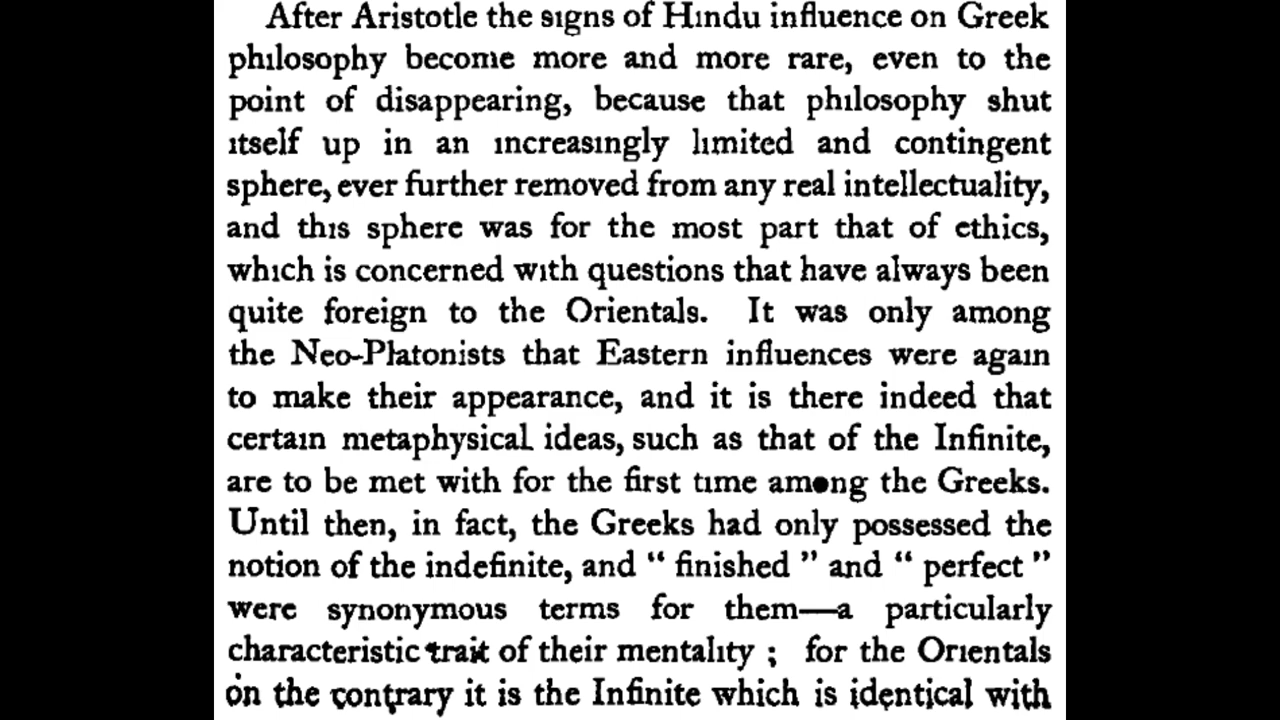 After Aristotle the signs of Hindu influence on Greek
philosophy become more and more rare, even to the
point of disappearing, because that philosophy shut
itself up in an increasingly limited and contingent
sphere, ever further removed from any real intellectuality,
and this sphere was for the most part that of ethics,
which is concerned with questions that have always been
quite foreign to the Orientals. It was only among
the Neo-Platonists that Eastern influences were again
to make their appearance, and it is there indeed that
certain metaphysical ideas, such as that of the Infinite,
are to be met with for the first time among the Greeks.
Until then, in fact, the Greeks had only possessed the
notion of the indefinite, and “ finished ” and “ perfect ”
were synonymous terms for them—a particularly
characteristic trait of their mentality ; for the Orientals
on the contrary it is the Infinite which is identical with